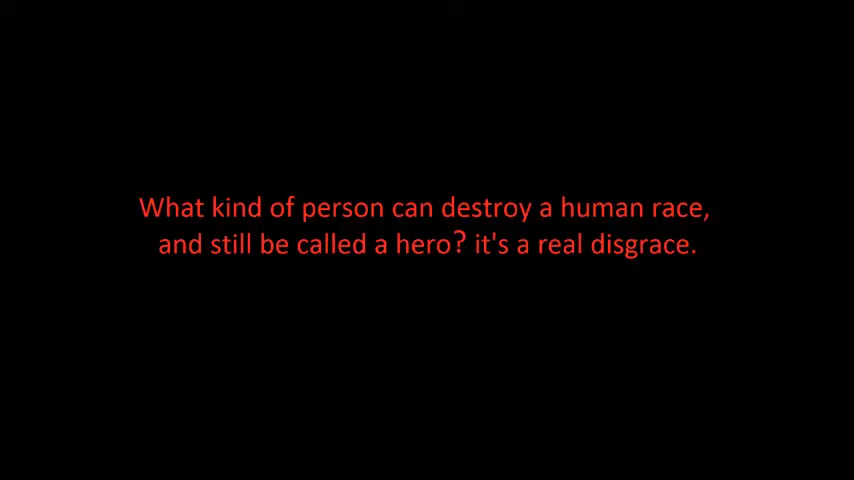 What kind of person can destroy a human race,
and still be called a hero? it's a real disgrace.